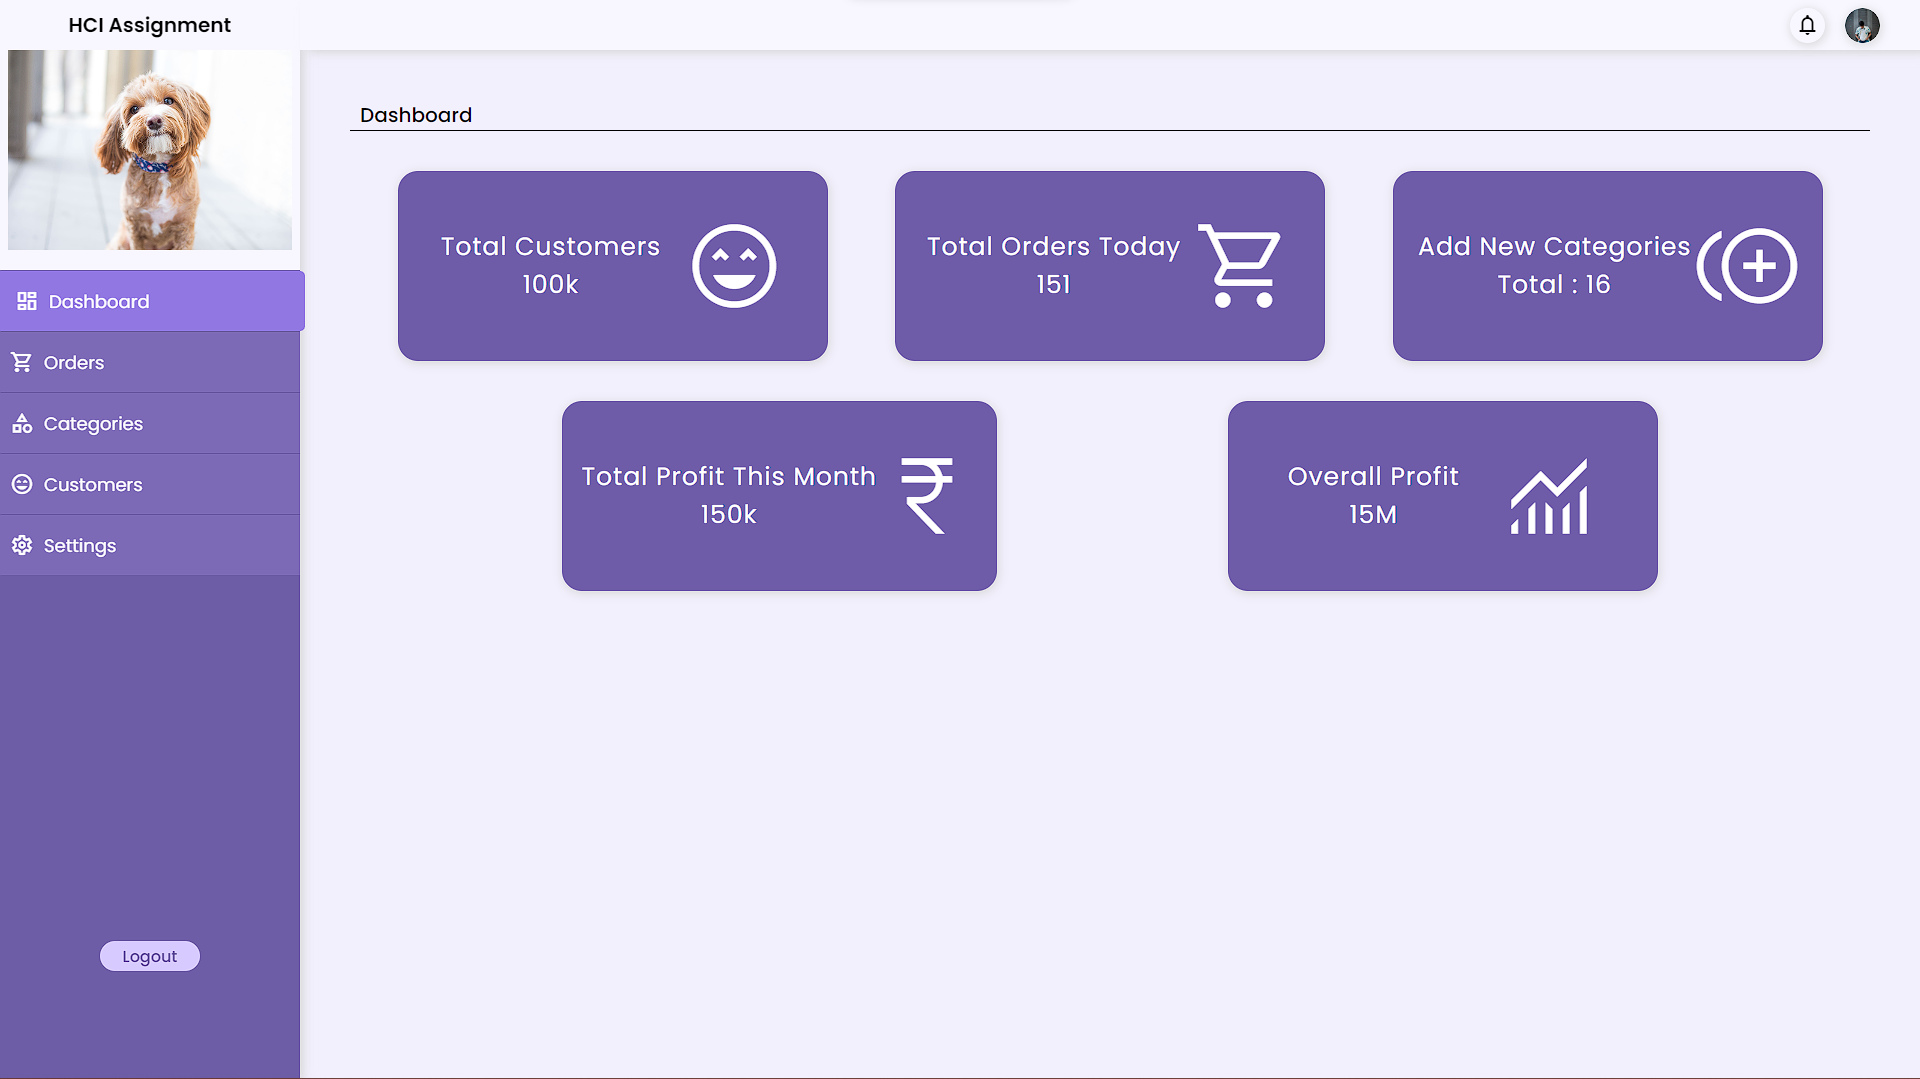 HCI Assignment
Dashboard
Orders
Categories
Customers
Settings
Logout
Dashboard
Total Customers
100k
Total Orders Today
151
Add New Categories
Total : 16
Total Profit This Month
150k
Overall Profit
15M